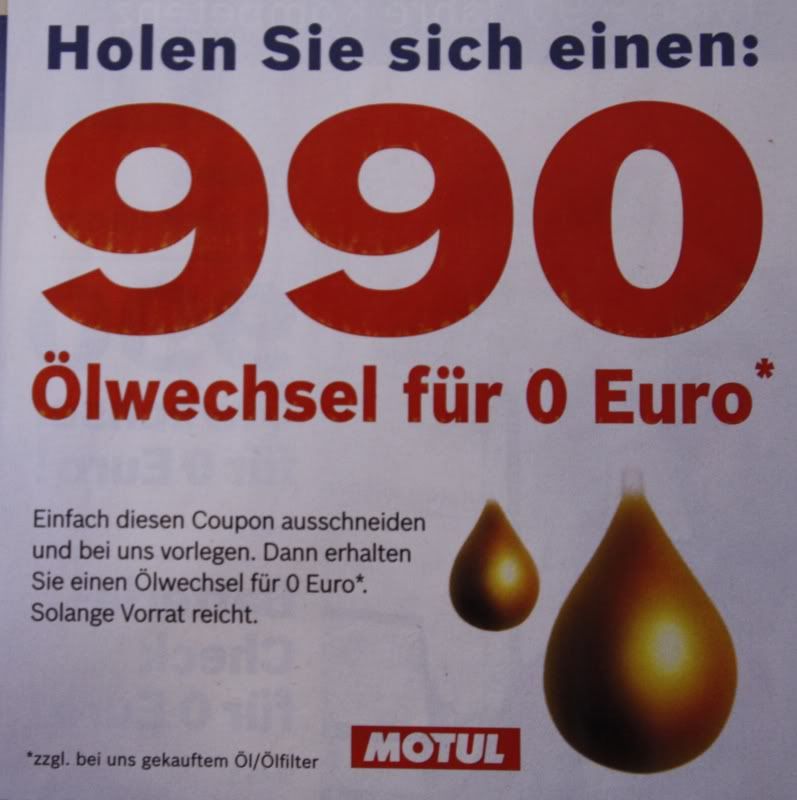 Holen Sie sich einen:
990
Ölwechsel für 0 Euro*
Einfach diesen Coupon ausschneiden
und bei uns vorlegen. Dann erhalten
Sie einen Ölwechsel für 0 Euro*.
Solange Vorrat reicht.
*zzgl. bei uns gekauftem Öl/Ölfilter
MOTUL